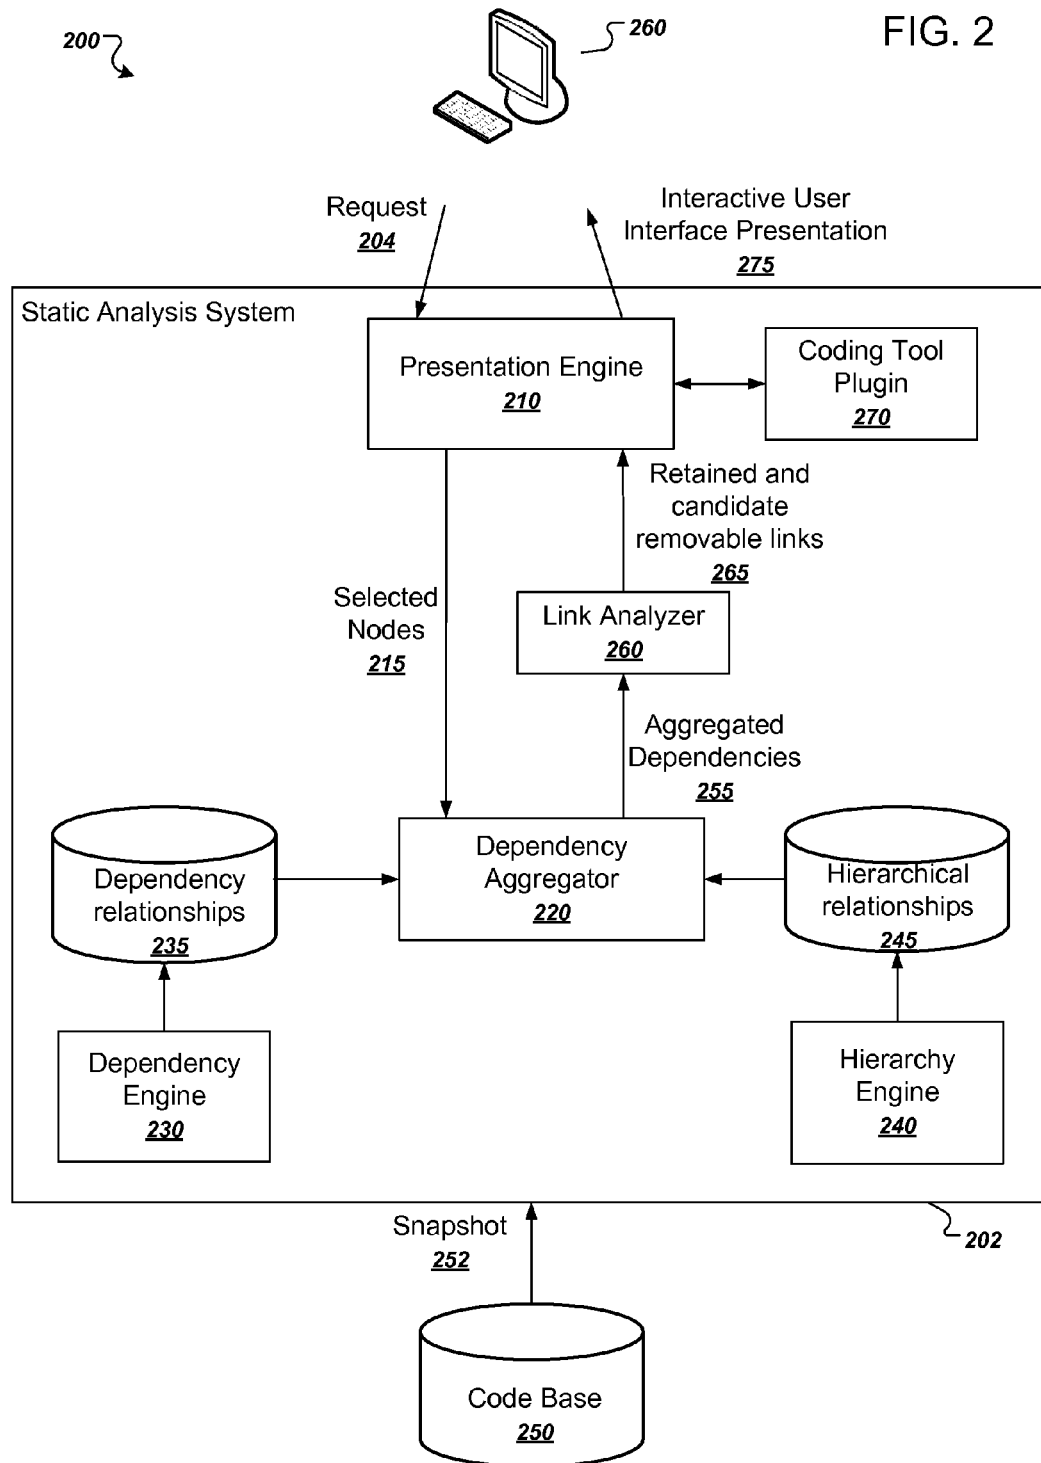 FIG. 2
200
260
Request
204
Interactive User
Interface Presentation
275
Static Analysis System
Presentation Engine
210
Coding Tool
Plugin
270
Retained and
candidate
removable links
265
Selected
Nodes
215
Link Analyzer
260
Aggregated
Dependencies
255
Dependency
relationships
235
Dependency
Aggregator
220
Hierarchical
relationships
245
Dependency
Engine
230
Hierarchy
Engine
240
Snapshot
252
202
Code Base
250